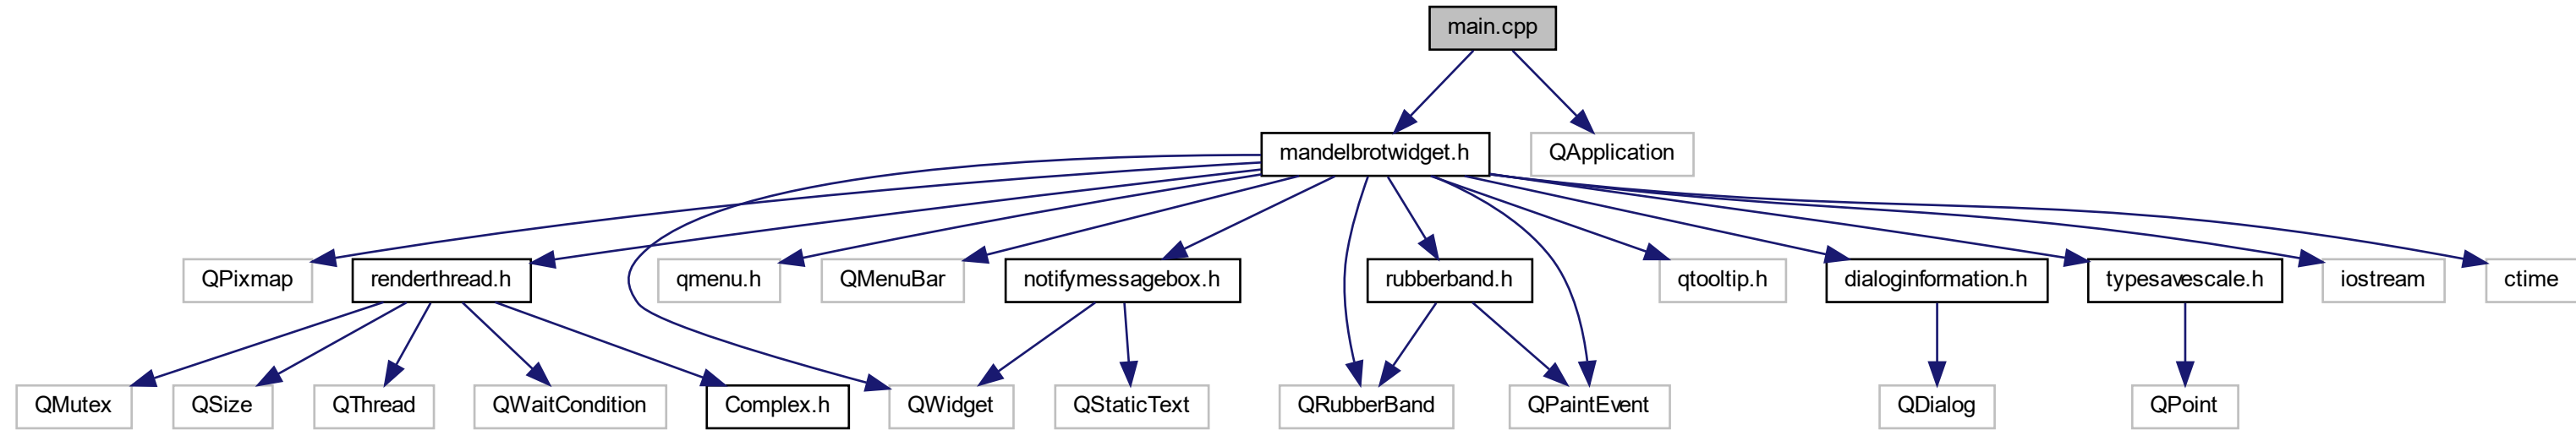 main.cpp
mandelbrotwidget.h
QApplication
QPixmap
renderthread.h
qmenu.h
QMenuBar
notifymessagebox.h
rubberband.h
qtooltip.h
dialoginformation.h
typesavescale.h
iostream
ctime
QMutex
QSize
QThread
QWaitCondition
Complex.h
QWidget
QStaticText
QRubberBand
QPaintEvent
QDialog
QPoint